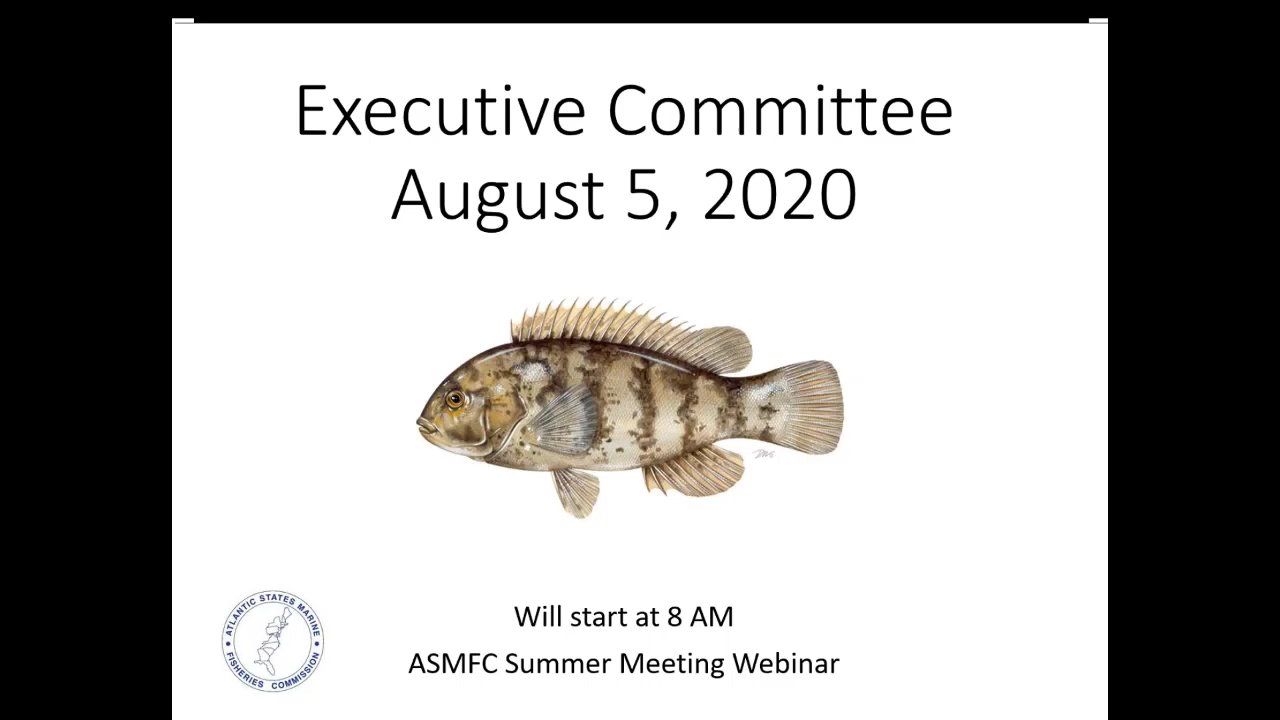 Executive Committee
August 5, 2020
ATLANTIC STATES MARINE
FISHERIES COMMISSION
Will start at 8 AM
ASMFC Summer Meeting Webinar